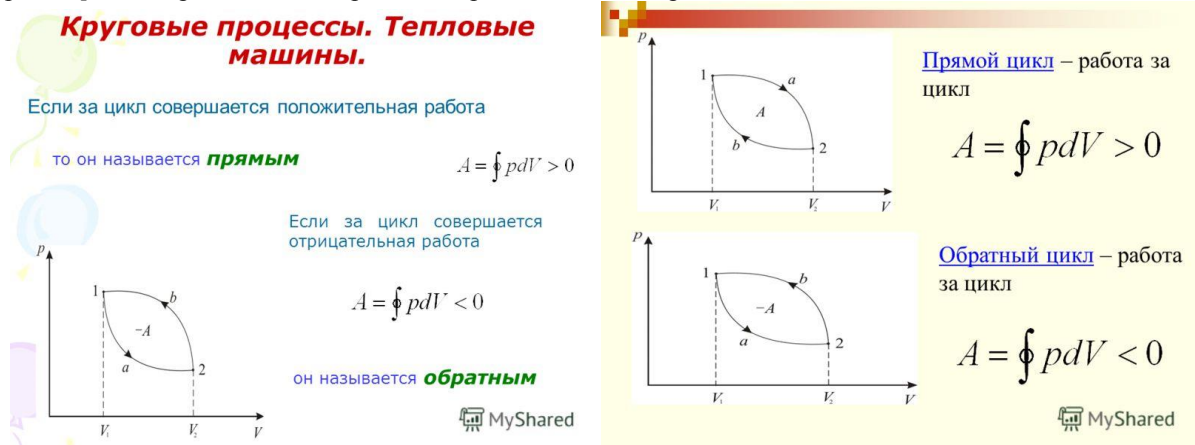 Круговые процессы. Тепловые
машины.
Если за цикл совершается положительная работа
то он называется прямым
A = ∮ pdV > 0
Если за цикл совершается
отрицательная работа
A = ∮ pdV < 0
p
1
b
−A
a
2
V₁
V₂
V
он называется обратным
MyShared
p
1
a
A
b
2
V₁
V₂
V
Прямой цикл – работа за
цикл
A = ∮ pdV > 0
p
1
b
−A
a
2
V₁
V₂
V
Обратный цикл – работа
за цикл
A = ∮ pdV < 0
MyShared